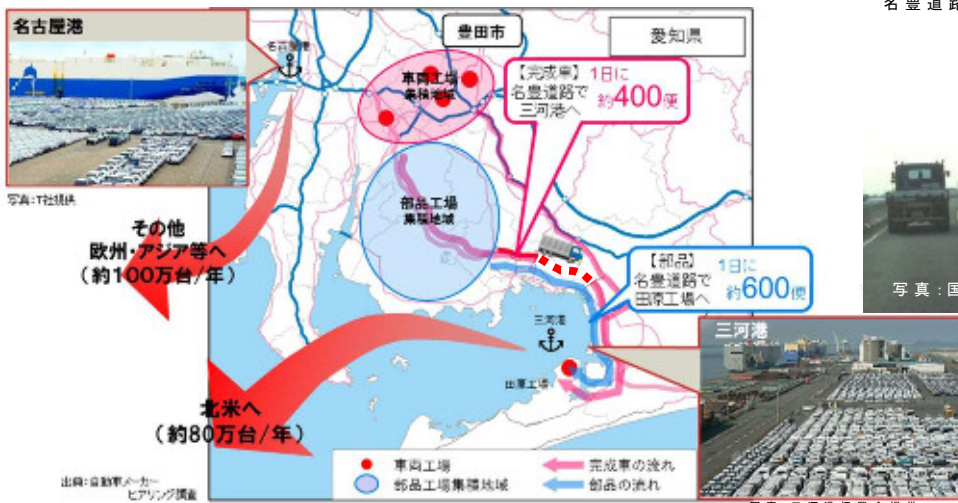 名古屋港
名古屋港
豊田市
愛知県
名豊道路
車両工場
集積地域
【完成車】
名豊道路で
三河港へ
1日に
約400便
写真:T社提供
部品工場
集積地域
その他
欧州・アジア等へ
(約100万台/年)
【部品】
名豊道路で
田原工場へ
1日に
約600便
写真:国
三河港
三河港
田原工場
北米へ
(約80万台/年)
出典:自動車メーカー
ヒアリング調査
車両工場
完成車の流れ
部品工場集積地域
部品の流れ